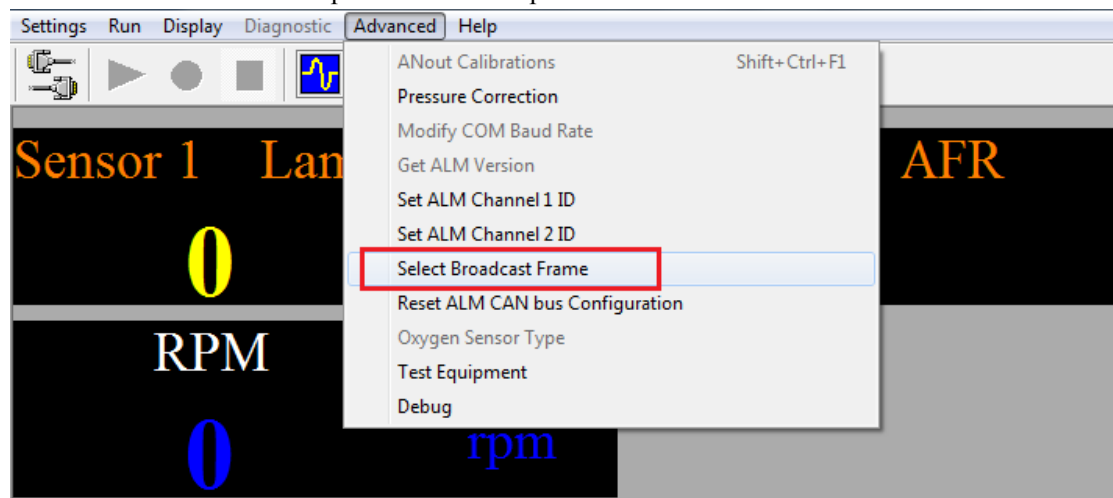 Settings Run Display Diagnostic Advanced Help
ANout Calibrations Shift+Ctrl+F1
Pressure Correction
Modify COM Baud Rate
Get ALM Version
Set ALM Channel 1 ID
Set ALM Channel 2 ID
Select Broadcast Frame
Reset ALM CAN bus Configuration
Oxygen Sensor Type
Test Equipment
Debug
Sensor 1 AFR
0
RPM
0 rpm